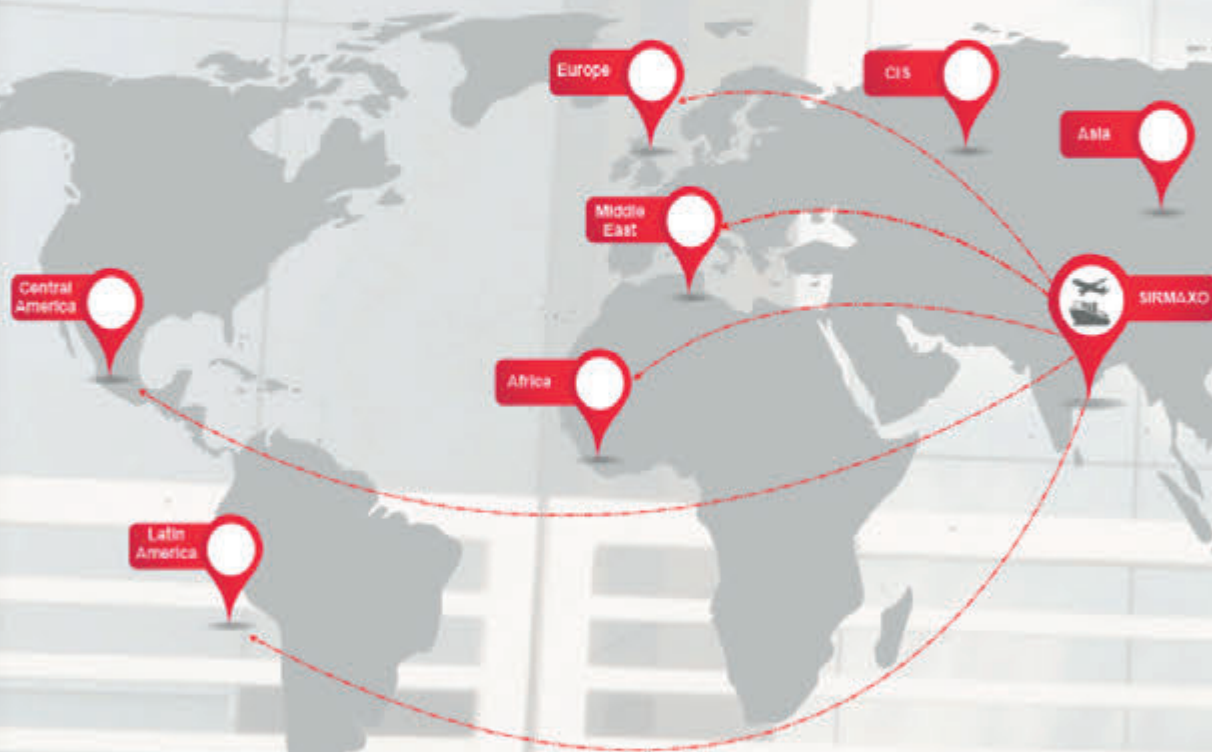 Europe
CIS
Asia
Middle
East
Central
America
SIRMAXO
Africa
Latin
America